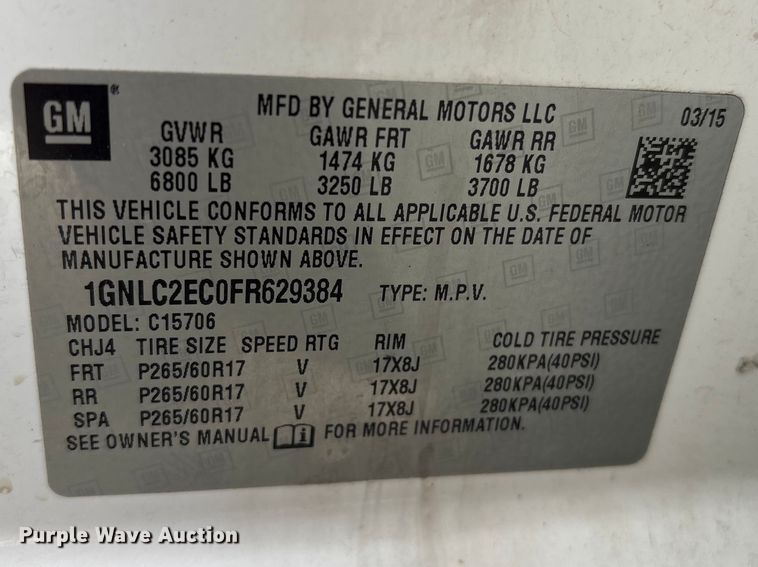 GM®
MFD BY GENERAL MOTORS LLC 03/15
GVWR GAWR FRT GAWR RR
3085 KG 1474 KG 1678 KG
6800 LB 3250 LB 3700 LB
THIS VEHICLE CONFORMS TO ALL APPLICABLE U.S. FEDERAL MOTOR
VEHICLE SAFETY STANDARDS IN EFFECT ON THE DATE OF
MANUFACTURE SHOWN ABOVE.
1GNLC2EC0FR629384 TYPE: M.P.V.
MODEL: C15706
CHJ4 TIRE SIZE SPEED RTG RIM COLD TIRE PRESSURE
FRT P265/60R17 V 17X8J 280KPA(40PSI)
RR P265/60R17 V 17X8J 280KPA(40PSI)
SPA P265/60R17 V 17X8J 280KPA(40PSI)
SEE OWNER'S MANUAL FOR MORE INFORMATION.
Purple Wave Auction